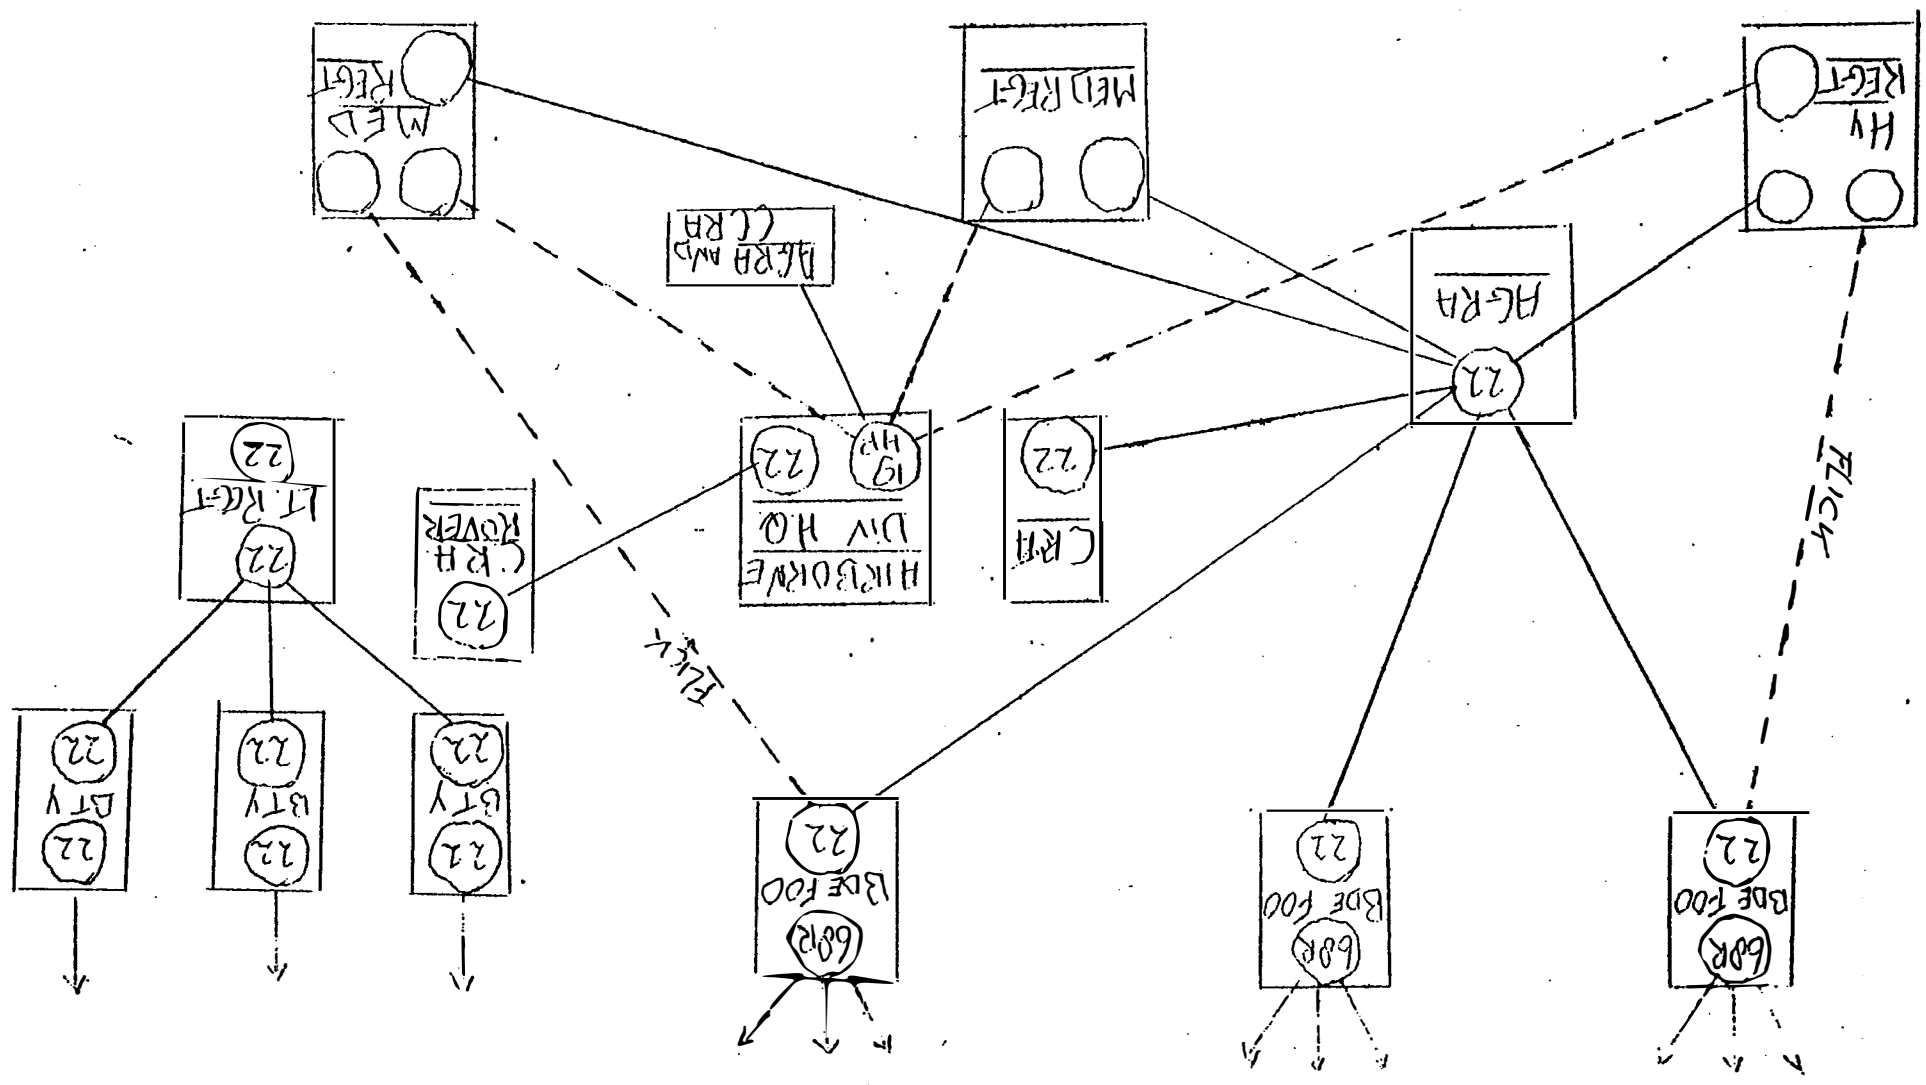 68R
BDE FOO
22
68R
BDE FOO
22
68R
BDE FOO
22
22
BTY
22
22
BTY
22
22
BTY
22
FLICK
FLICK
CRA
22
AIRBORNE
DIV HQ
19
HP
22
22
CRA
ROVER
22
LT REGT
22
22
AGRA
AGRA AND
CCRA
HY
REGT
MED REGT
MED
REGT